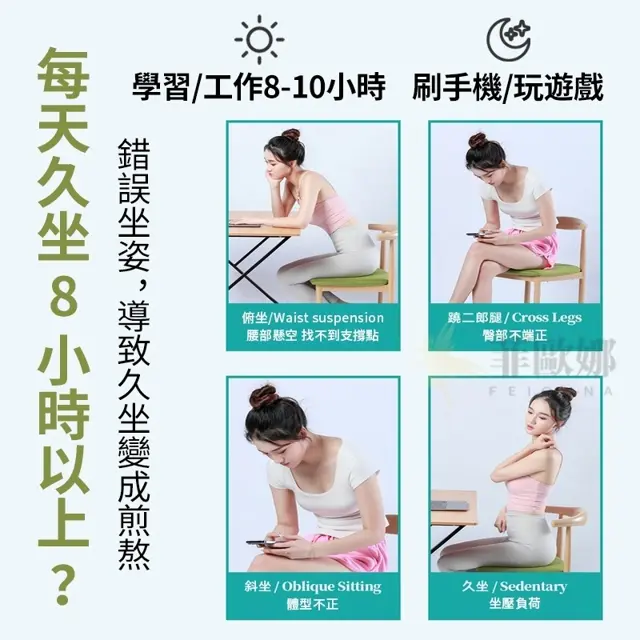 每天久坐8小時以上？
錯誤坐姿，導致久坐變成煎熬
學習/工作8-10小時
刷手機/玩遊戲
俯坐/Waist suspension
腰部懸空 找不到支撐點
蹺二郎腿 / Cross Legs
臀部不端正
菲歐娜
斜坐 / Oblique Sitting
體型不正
久坐 / Sedentary
坐壓負荷